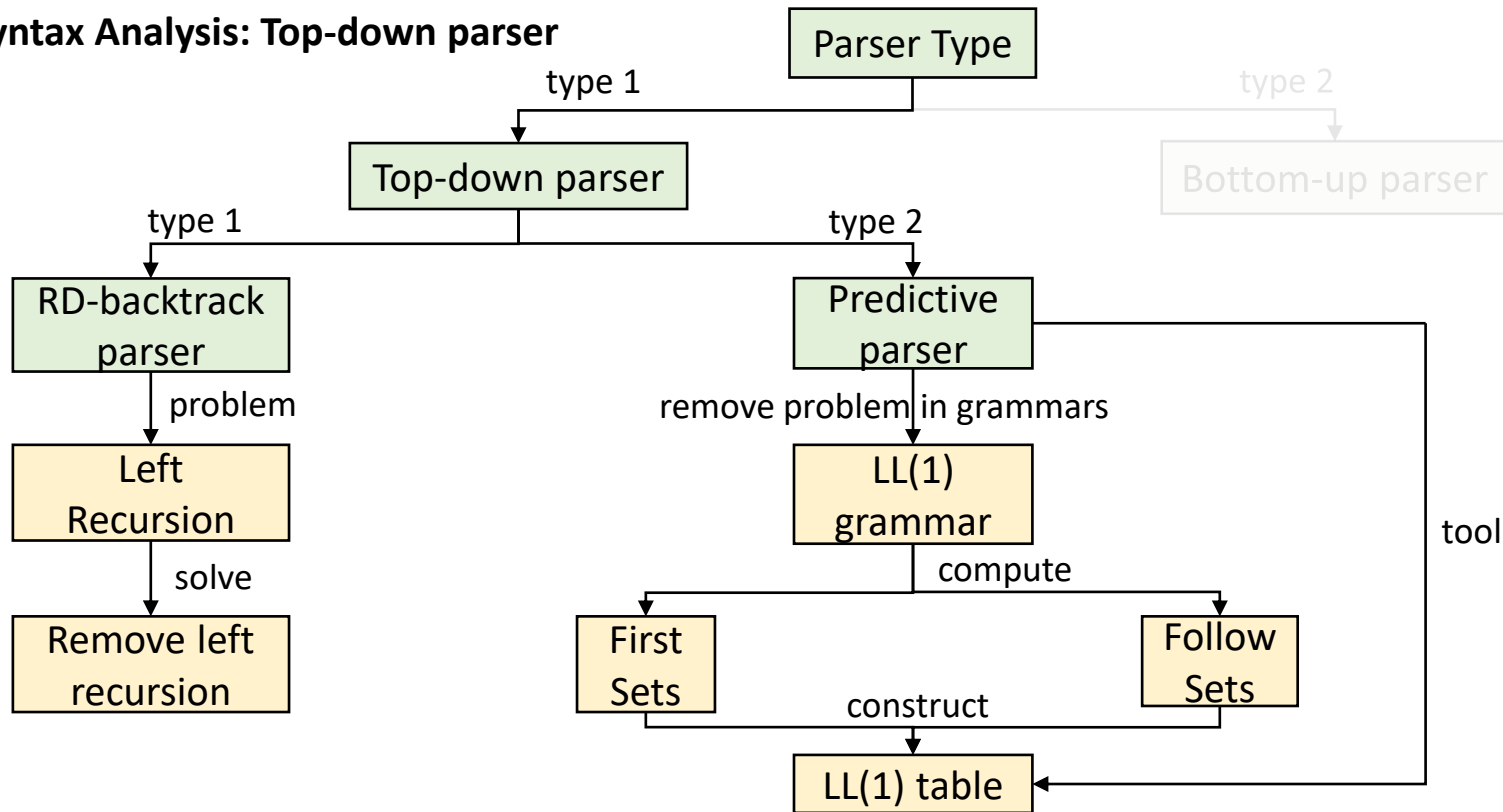 yntax Analysis: Top-down parser
Parser Type
type 1
type 2
Top-down parser
Bottom-up parser
type 1
type 2
RD-backtrack
parser
Predictive
parser
problem
remove problem in grammars
Left
Recursion
LL(1)
grammar
tool
solve
compute
Remove left
recursion
First
Sets
Follow
Sets
construct
LL(1) table